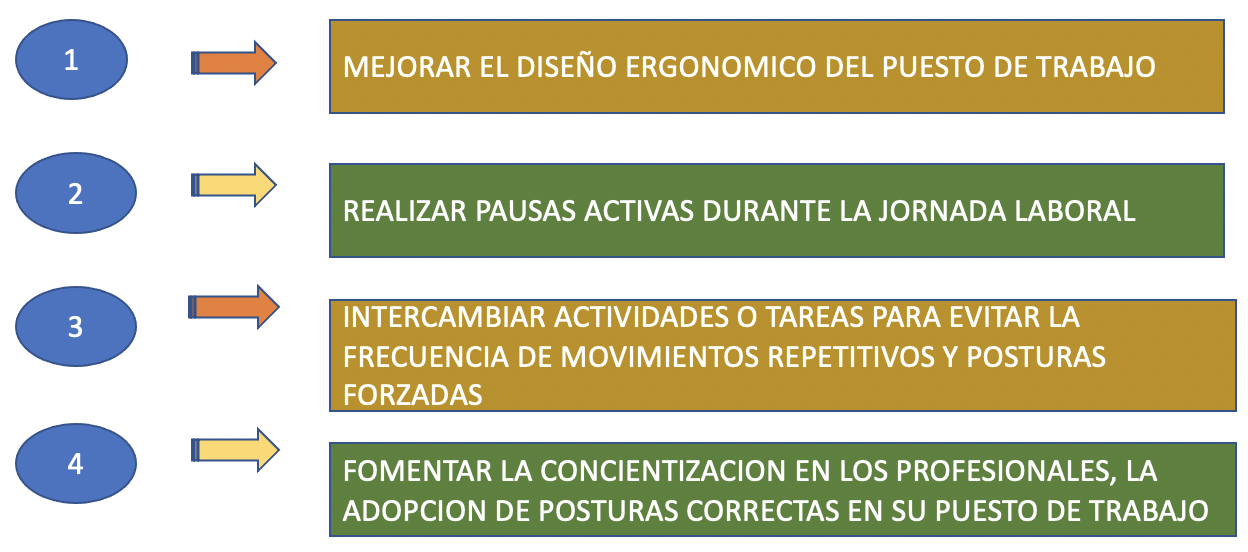 1
MEJORAR EL DISEÑO ERGONOMICO DEL PUESTO DE TRABAJO
2
REALIZAR PAUSAS ACTIVAS DURANTE LA JORNADA LABORAL
3
INTERCAMBIAR ACTIVIDADES O TAREAS PARA EVITAR LA
FRECUENCIA DE MOVIMIENTOS REPETITIVOS Y POSTURAS
FORZADAS
4
FOMENTAR LA CONCIENTIZACION EN LOS PROFESIONALES, LA
ADOPCION DE POSTURAS CORRECTAS EN SU PUESTO DE TRABAJO